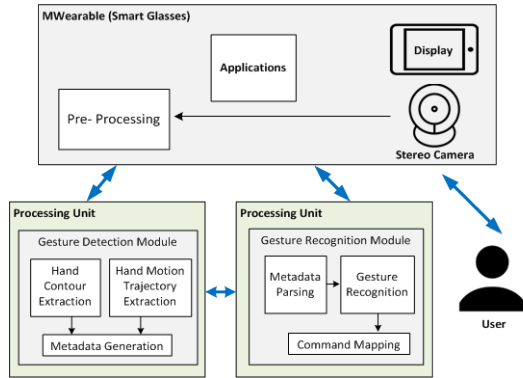 MWearable (Smart Glasses)
Display
Applications
Pre- Processing
Stereo Camera
Processing Unit
Gesture Detection Module
Hand
Contour
Extraction
Hand Motion
Trajectory
Extraction
Metadata Generation
Processing Unit
Gesture Recognition Module
Metadata
Parsing
Gesture
Recognition
Command Mapping
User